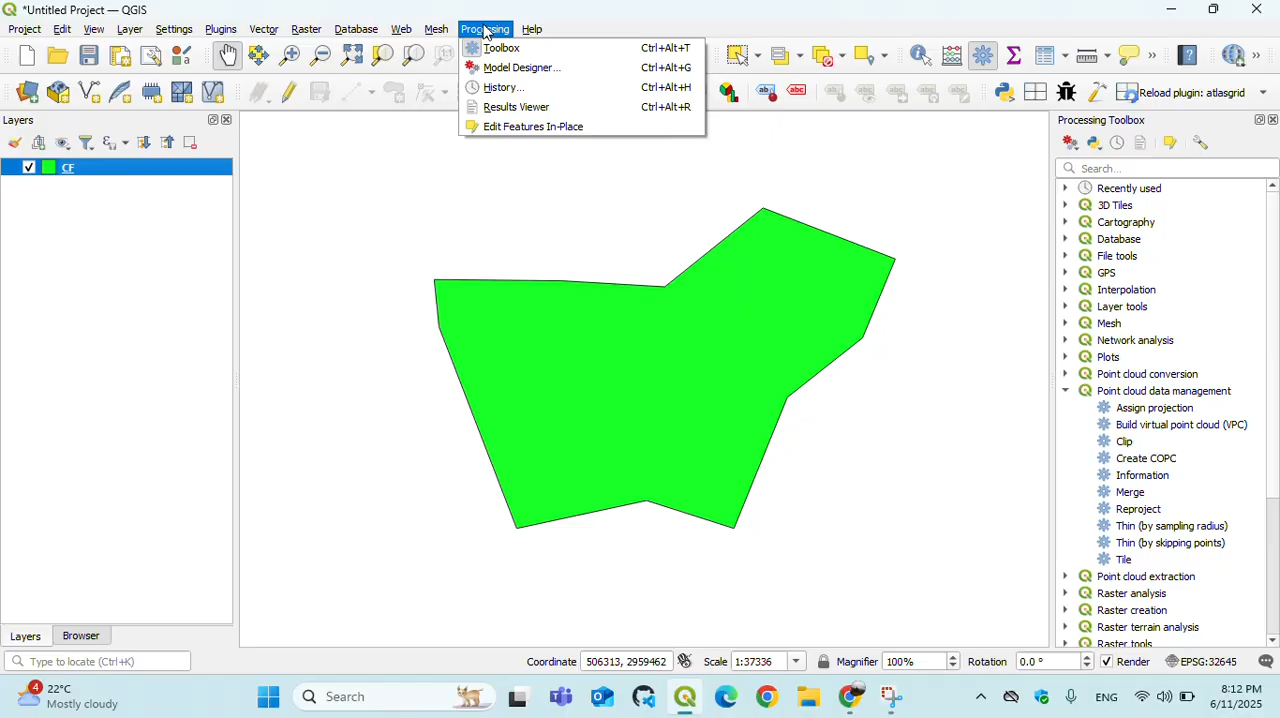 *Untitled Project — QGIS
Project Edit View Layer Settings Plugins Vector Raster Database Web Mesh Processing Help
Toolbox Ctrl+Alt+T
Model Designer... Ctrl+Alt+G
History... Ctrl+Alt+H
Results Viewer Ctrl+Alt+R
Edit Features In-Place
Reload plugin: atlasgrid
Layers
CF
Processing Toolbox
Search...
Recently used
3D Tiles
Cartography
Database
File tools
GPS
Interpolation
Layer tools
Mesh
Network analysis
Plots
Point cloud conversion
Point cloud data management
Assign projection
Build virtual point cloud (VPC)
Clip
Create COPC
Information
Merge
Reproject
Thin (by sampling radius)
Thin (by skipping points)
Tile
Point cloud extraction
Raster analysis
Raster creation
Raster terrain analysis
Raster tools
Layers Browser
Type to locate (Ctrl+K) Coordinate 506313, 2959462 Scale 1:37336 Magnifier 100% Rotation 0.0 ° Render EPSG:32645
4 22°C
Mostly cloudy
Search
ENG
8:12 PM
6/11/2025